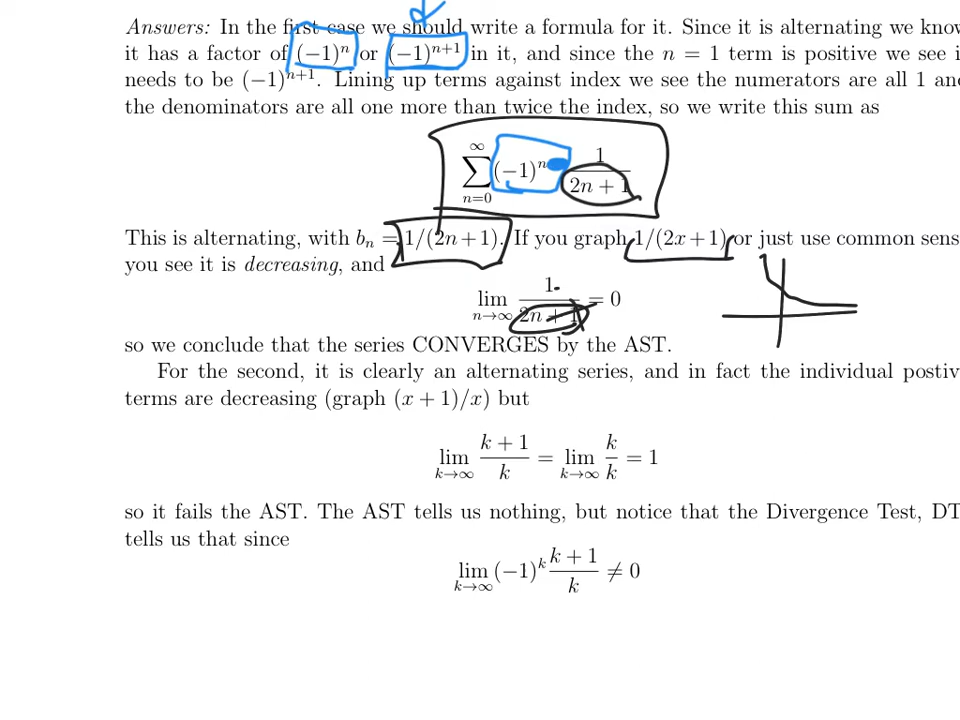 Answers: In the first case we should write a formula for it. Since it is alternating we know
it has a factor of (−1)^n or (−1)^{n+1} in it, and since the n = 1 term is positive we see i
needs to be (−1)^{n+1}. Lining up terms against index we see the numerators are all 1 an
the denominators are all one more than twice the index, so we write this sum as
∑_{n=0}^{∞} (−1)^n 1/(2n + 1)
This is alternating, with b_n = 1/(2n+1). If you graph 1/(2x+1) or just use common sens
you see it is decreasing, and
lim_{n→∞} 1/(2n + 1) = 0
so we conclude that the series CONVERGES by the AST.
For the second, it is clearly an alternating series, and in fact the individual postiv
terms are decreasing (graph (x + 1)/x) but
lim_{k→∞} (k + 1)/k = lim_{k→∞} k/k = 1
so it fails the AST. The AST tells us nothing, but notice that the Divergence Test, DT
tells us that since
lim_{k→∞} (−1)^k (k + 1)/k ≠ 0